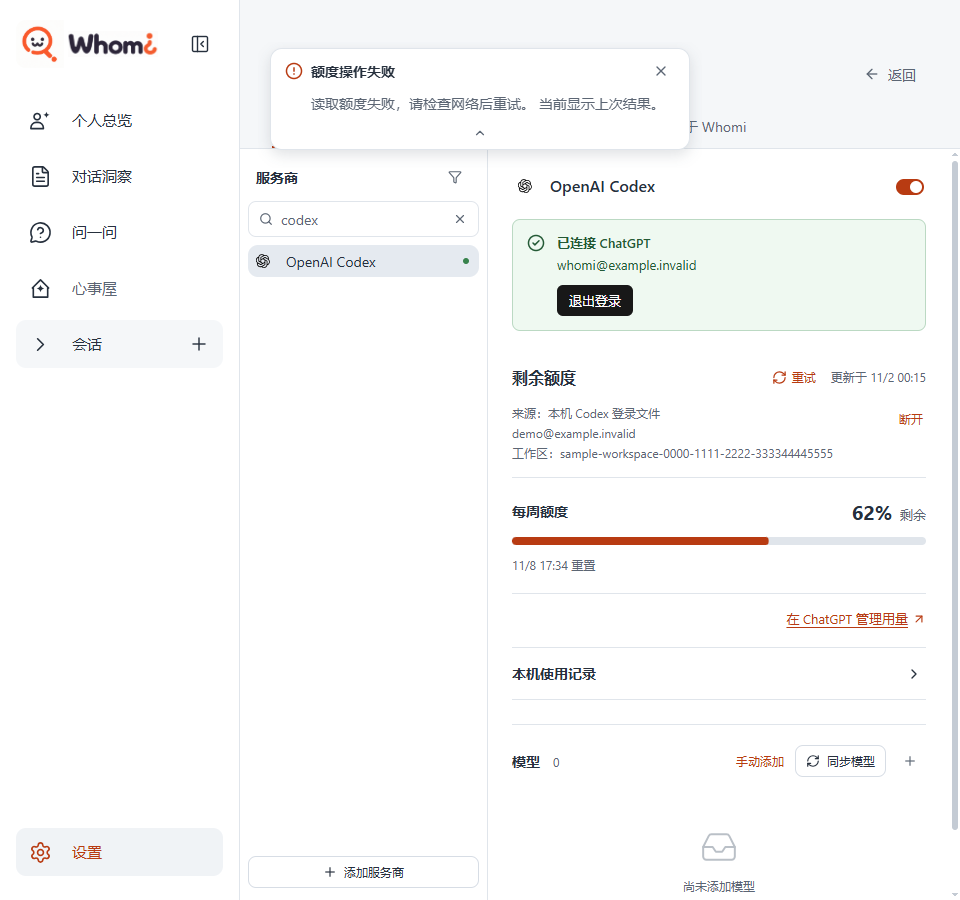 Whomi
个人总览
对话洞察
问一问
心事屋
会话
设置
额度操作失败
读取额度失败，请检查网络后重试。 当前显示上次结果。
返回
于 Whomi
服务商
codex
OpenAI Codex
添加服务商
OpenAI Codex
已连接 ChatGPT
whomi@example.invalid
退出登录
剩余额度
重试 更新于 11/2 00:15
来源：本机 Codex 登录文件
断开
demo@example.invalid
工作区：sample-workspace-0000-1111-2222-333344445555
每周额度
62% 剩余
11/8 17:34 重置
在 ChatGPT 管理用量
本机使用记录
模型 0
手动添加
同步模型
尚未添加模型